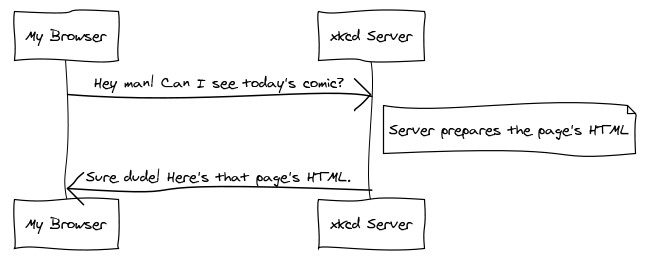 My Browser
xkcd Server
Hey man! Can I see today's comic?
Server prepares the page's HTML
Sure dude! Here's that page's HTML.
My Browser
xkcd Server